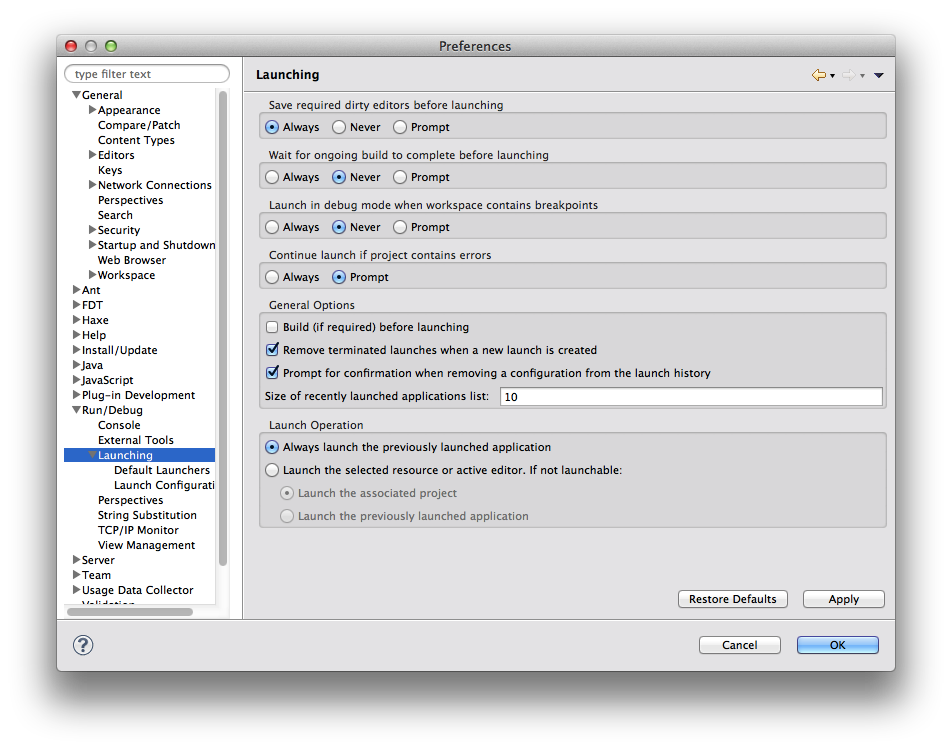 Preferences
type filter text
General
Appearance
Compare/Patch
Content Types
Editors
Keys
Network Connections
Perspectives
Search
Security
Startup and Shutdown
Web Browser
Workspace
Ant
FDT
Haxe
Help
Install/Update
Java
JavaScript
Plug-in Development
Run/Debug
Console
External Tools
Launching
Default Launchers
Launch Configurati
Perspectives
String Substitution
TCP/IP Monitor
View Management
Server
Team
Usage Data Collector
Validation
Launching
Save required dirty editors before launching
Always Never Prompt
Wait for ongoing build to complete before launching
Always Never Prompt
Launch in debug mode when workspace contains breakpoints
Always Never Prompt
Continue launch if project contains errors
Always Prompt
General Options
Build (if required) before launching
Remove terminated launches when a new launch is created
Prompt for confirmation when removing a configuration from the launch history
Size of recently launched applications list: 10
Launch Operation
Always launch the previously launched application
Launch the selected resource or active editor. If not launchable:
Launch the associated project
Launch the previously launched application
Restore Defaults Apply
? Cancel OK